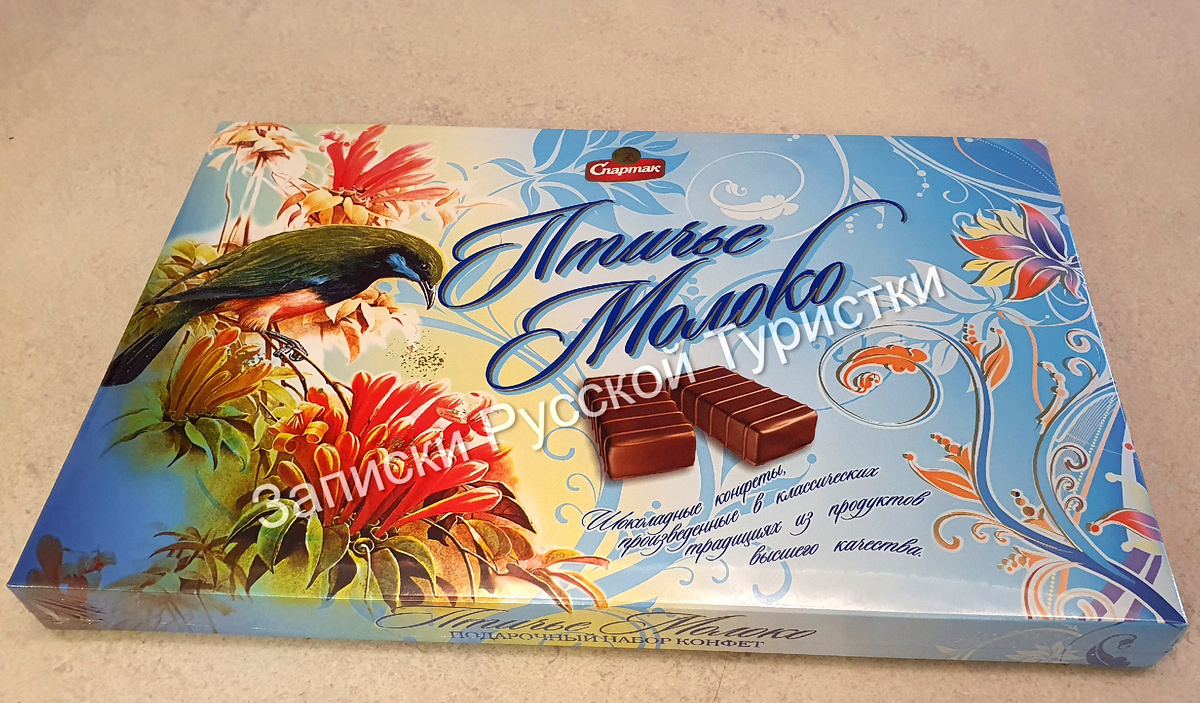 Спартак
Птичье
Молоко
Записки Русской Туристки
Шоколадные конфеты,
произведенные в классических
традициях из продуктов
высшего качества.
Птичье Молоко
ПОДАРОЧНЫЙ НАБОР КОНФЕТ